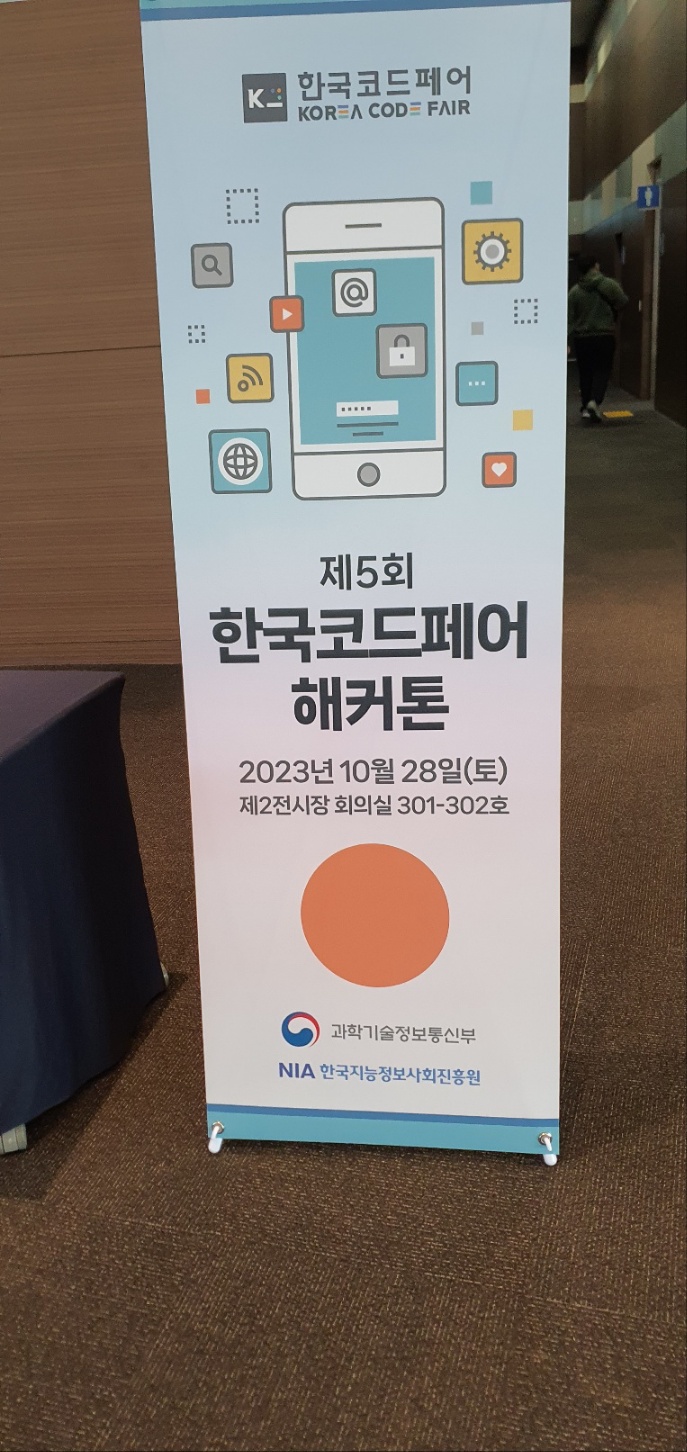 한국코드페어
KOREA CODE FAIR
제5회
한국코드페어
해커톤
2023년 10월 28일(토)
제2전시장 회의실 301-302호
과학기술정보통신부
NIA 한국지능정보사회진흥원